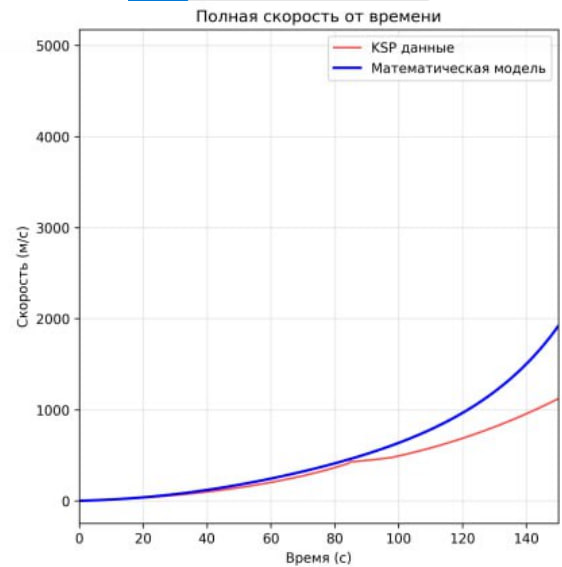 Полная скорость от времени
KSP данные
Математическая модель
Скорость (м/с)
5000
4000
3000
2000
1000
0
0 20 40 60 80 100 120 140
Время (с)